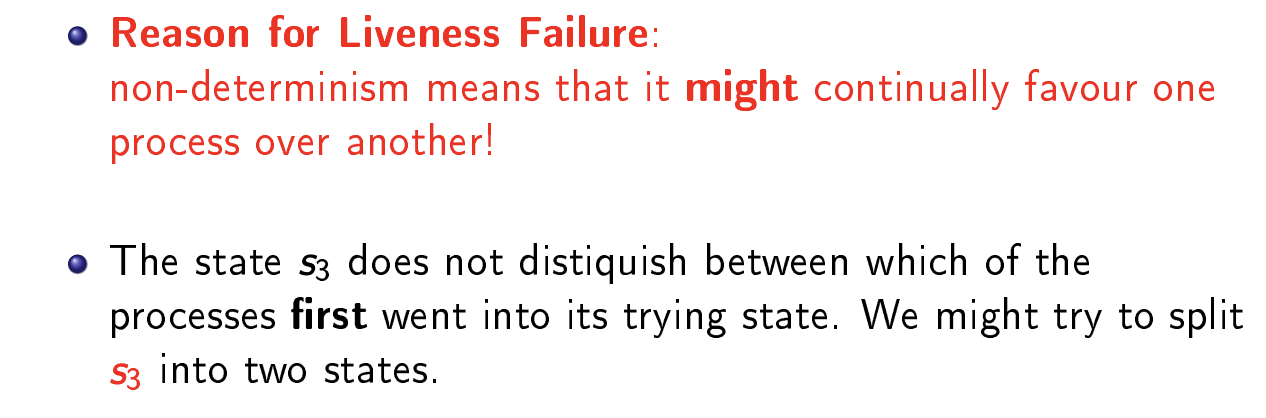 Reason for Liveness Failure:
non-determinism means that it might continually favour one
process over another!
The state s₃ does not distiquish between which of the
processes first went into its trying state. We might try to split
s₃ into two states.